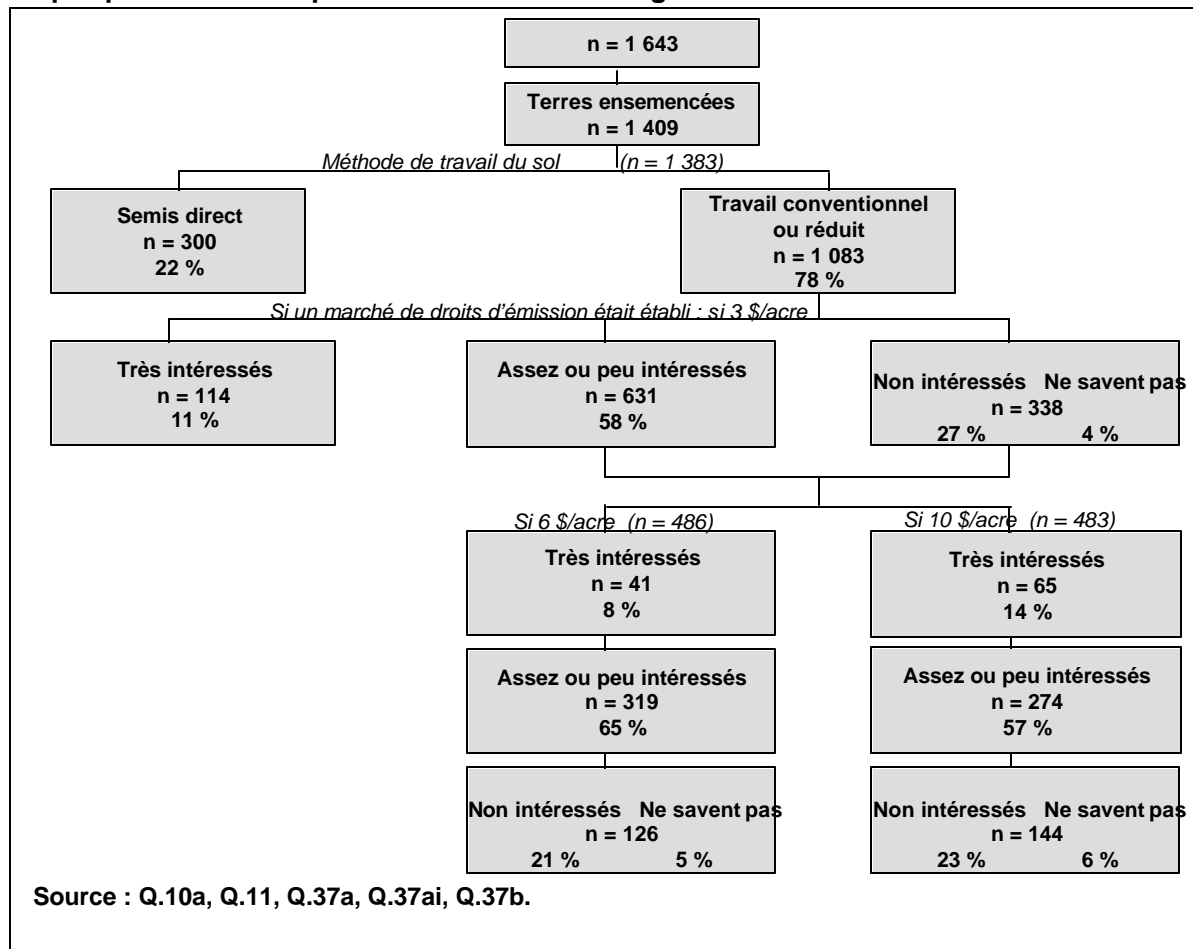 n = 1 643
Terres ensemencées
n = 1 409
Méthode de travail du sol (n = 1 383)
Semis direct
n = 300
22 %
Travail conventionnel
ou réduit
n = 1 083
78 %
Si un marché de droits d'émission était établi : si 3 $/acre
Très intéressés
n = 114
11 %
Assez ou peu intéressés
n = 631
58 %
Non intéressés Ne savent pas
n = 338
27 % 4 %
Si 6 $/acre (n = 486)
Très intéressés
n = 41
8 %
Assez ou peu intéressés
n = 319
65 %
Non intéressés Ne savent pas
n = 126
21 % 5 %
Si 10 $/acre (n = 483)
Très intéressés
n = 65
14 %
Assez ou peu intéressés
n = 274
57 %
Non intéressés Ne savent pas
n = 144
23 % 6 %
Source : Q.10a, Q.11, Q.37a, Q.37ai, Q.37b.